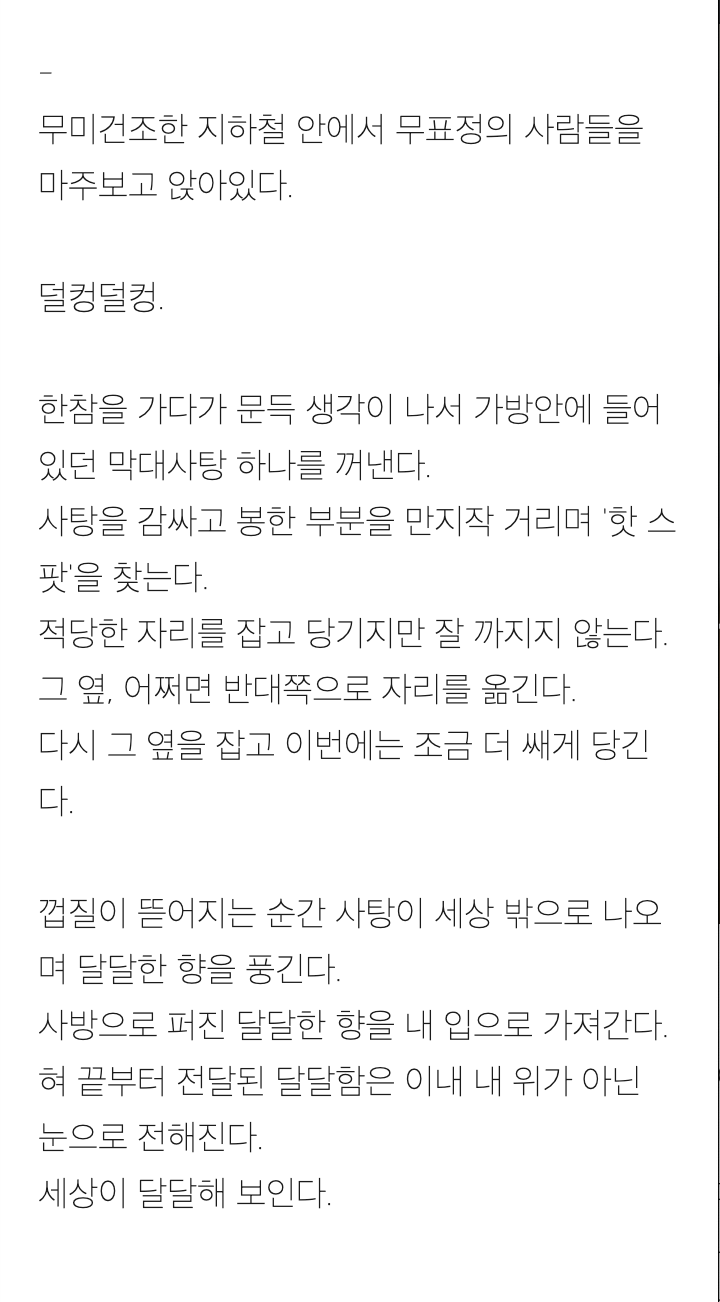 –
무미건조한 지하철 안에서 무표정의 사람들을
마주보고 앉아있다.
덜컹덜컹.
한참을 가다가 문득 생각이 나서 가방안에 들어
있던 막대사탕 하나를 꺼낸다.
사탕을 감싸고 봉한 부분을 만지작 거리며 '핫 스
팟'을 찾는다.
적당한 자리를 잡고 당기지만 잘 까지지 않는다.
그 옆, 어쩌면 반대쪽으로 자리를 옮긴다.
다시 그 옆을 잡고 이번에는 조금 더 쌔게 당긴
다.
껍질이 뜯어지는 순간 사탕이 세상 밖으로 나오
며 달달한 향을 풍긴다.
사방으로 퍼진 달달한 향을 내 입으로 가져간다.
혀 끝부터 전달된 달달함은 이내 내 위가 아닌
눈으로 전해진다.
세상이 달달해 보인다.